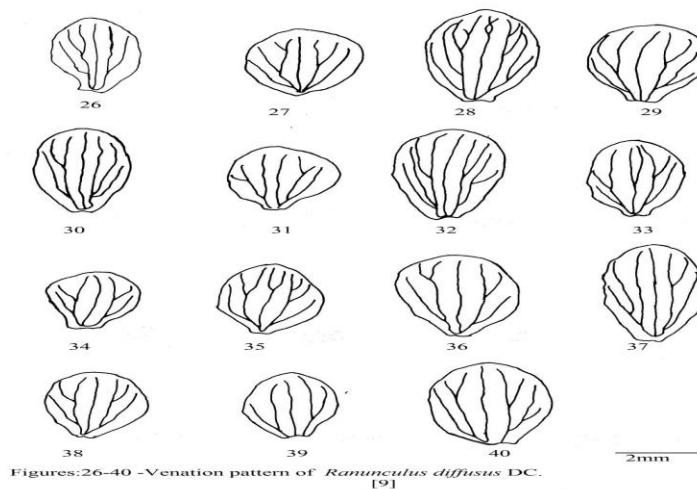 26 27 28 29
30 31 32 33
34 35 36 37
38 39 40 2mm
Figures:26-40 -Venation pattern of Ranunculus diffusus DC.
[9]